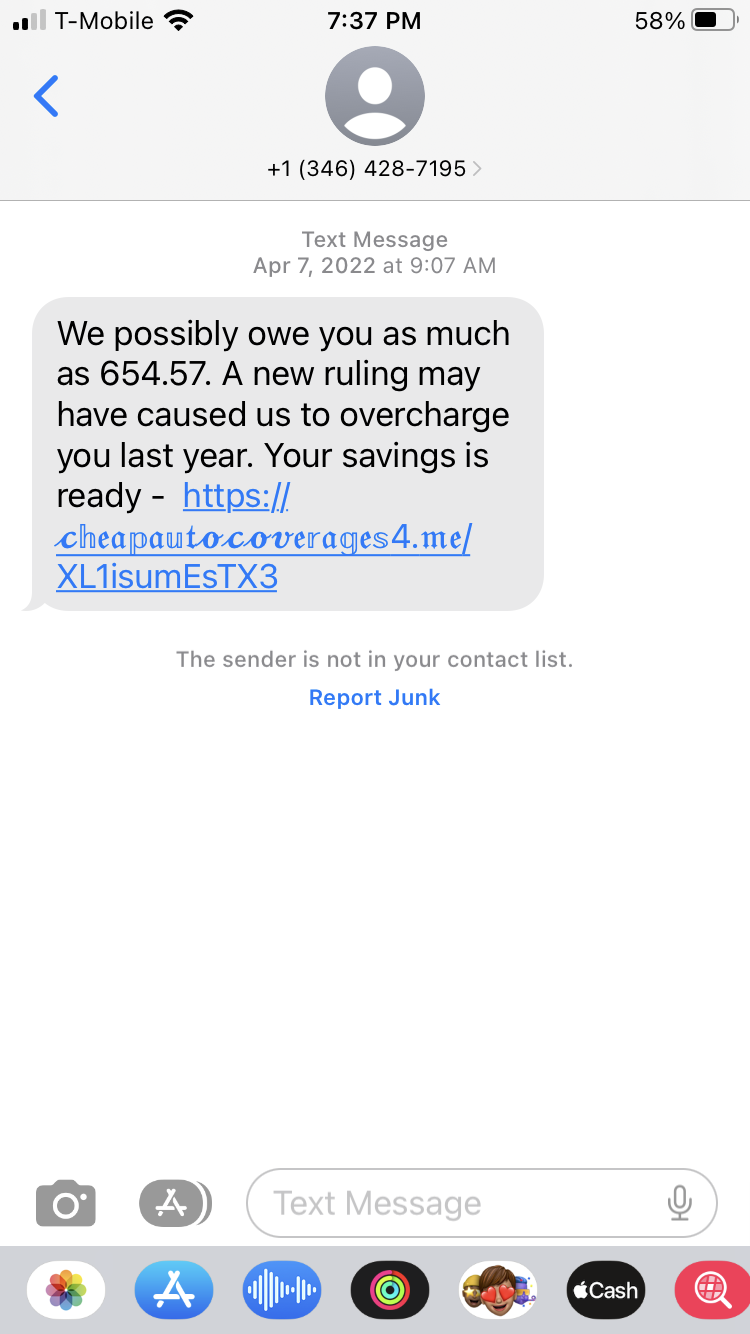 T-Mobile 7:37 PM 58%
+1 (346) 428-7195
Text Message
Apr 7, 2022 at 9:07 AM
We possibly owe you as much
as 654.57. A new ruling may
have caused us to overcharge
you last year. Your savings is
ready - https://
𝓬𝕙𝖊𝖆𝕡𝖆𝕦𝖙𝓸𝓬𝓸𝓿𝖊𝕣𝖆𝕘𝖊𝕤4.𝖒𝖊/
XL1isumEsTX3
The sender is not in your contact list.
Report Junk
Text Message
Cash